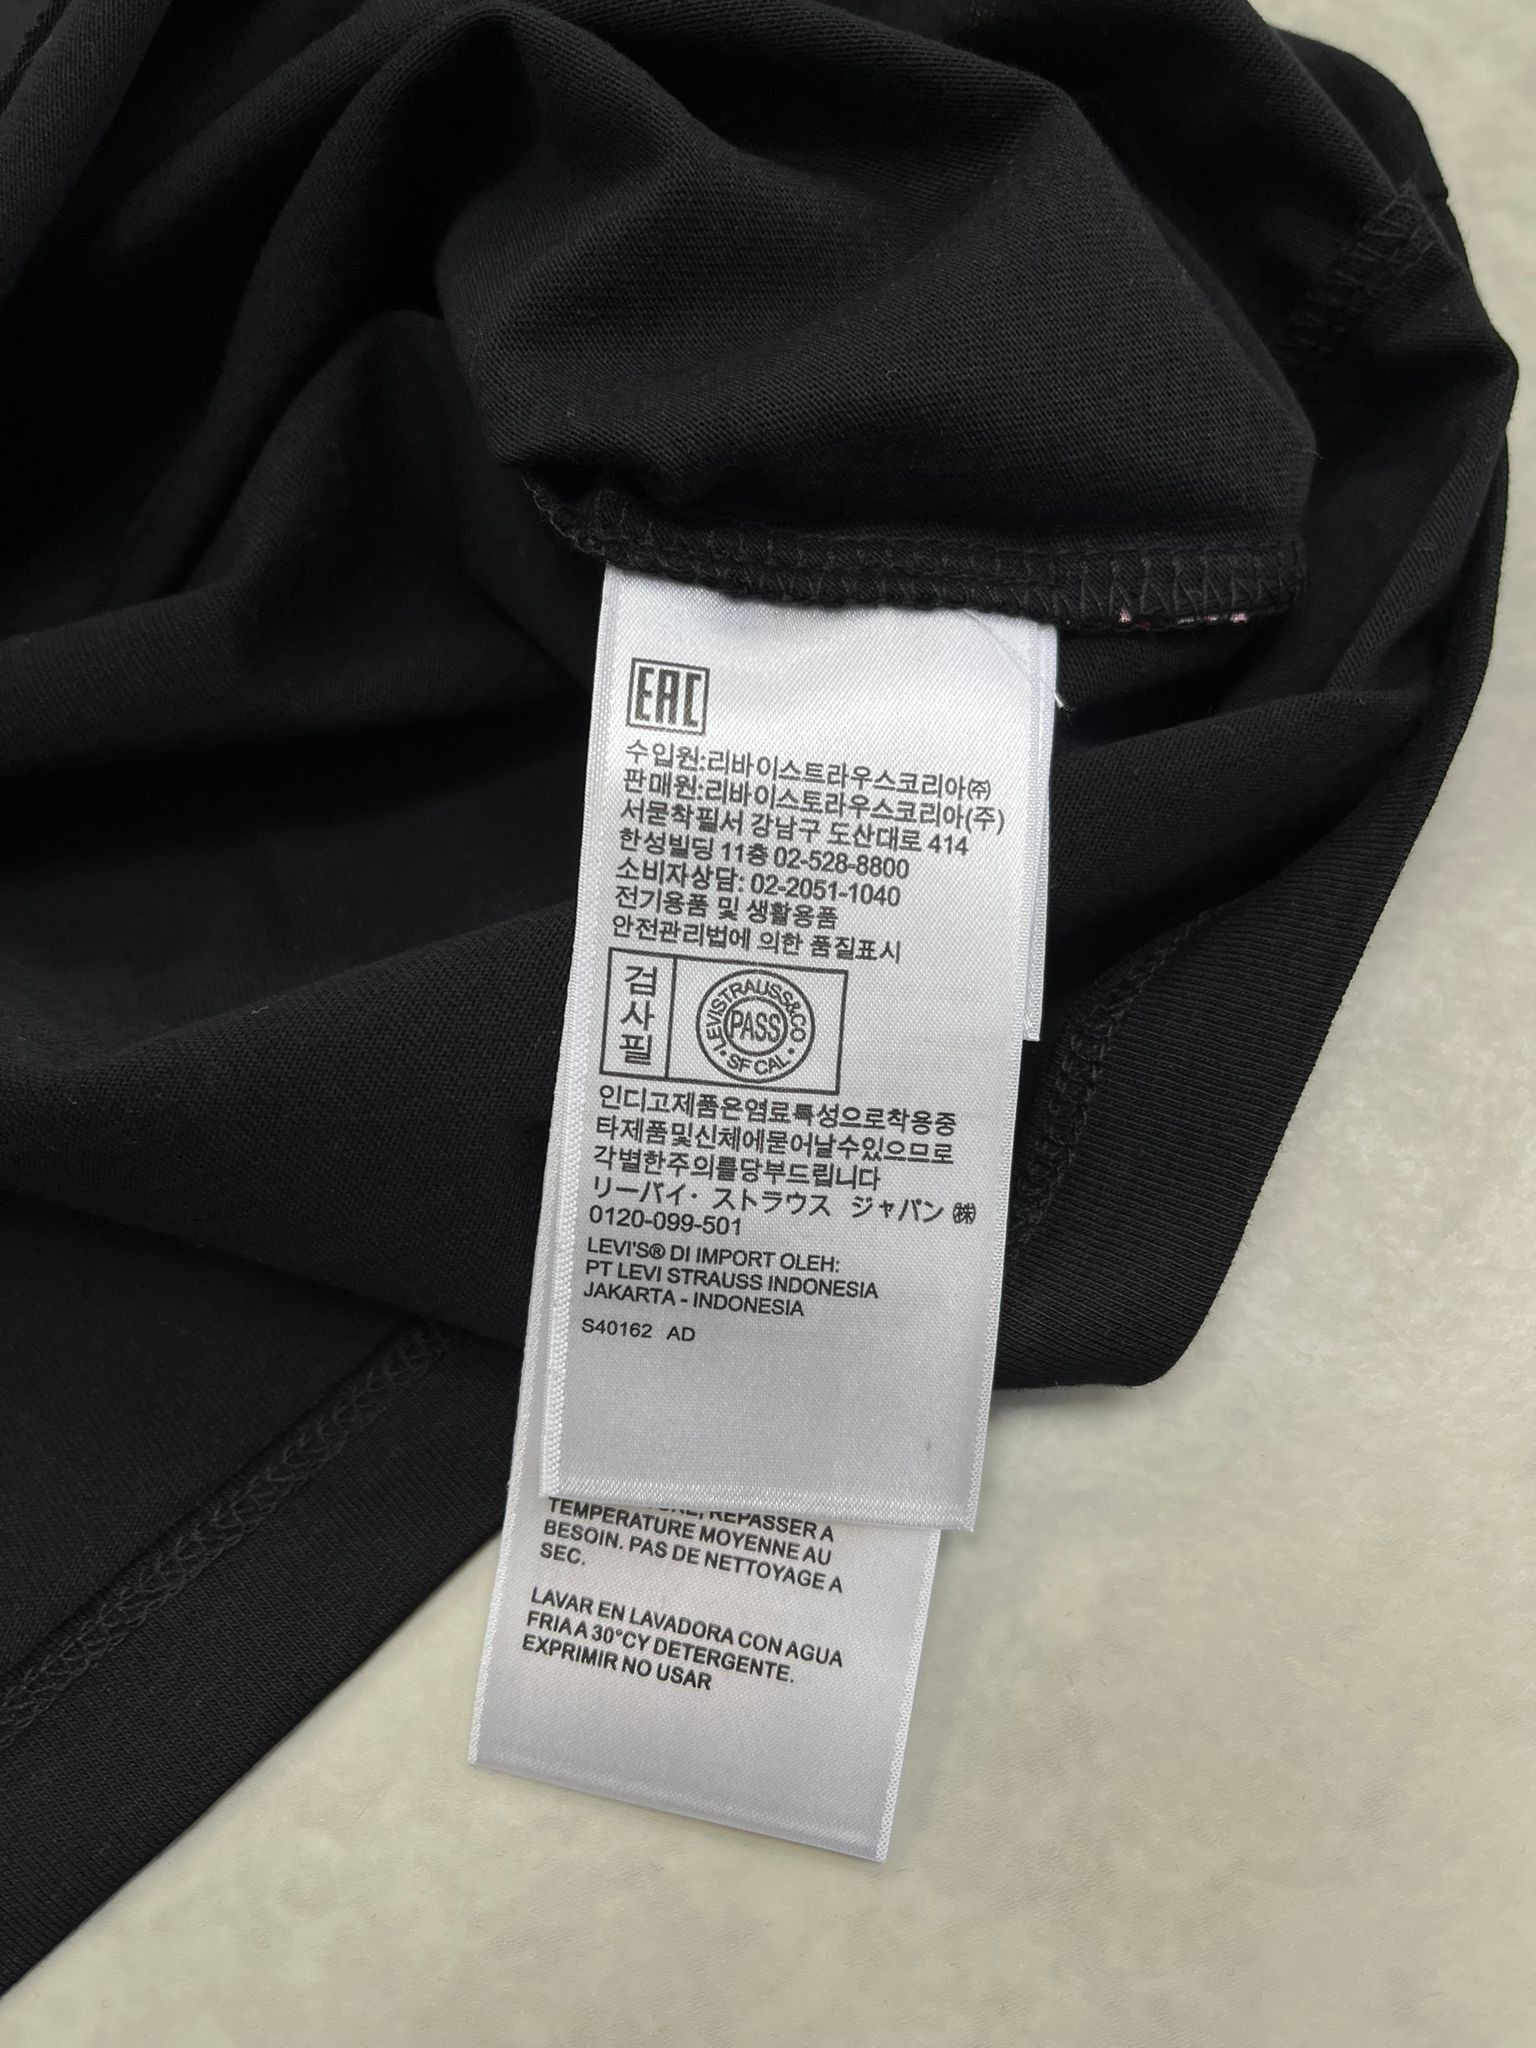 EAC
수입원:리바이스트라우스코리아㈜
판매원:리바이스토라우스코리아(주)
서묻착필서 강남구 도산대로 414
한성빌딩 11층 02-528-8800
소비자상담: 02-2051-1040
전기용품 및 생활용품
안전관리법에 의한 품질표시
검사필
LEVI STRAUSS & CO
PASS
SF CAL
인디고제품은염료특성으로착용중
타제품및신체에묻어날수있으므로
각별한주의를당부드립니다
リーバイ・ストラウス ジャパン ㈱
0120-099-501
LEVI'S® DI IMPORT OLEH:
PT LEVI STRAUSS INDONESIA
JAKARTA - INDONESIA
S40162 AD
REPASSER A
TEMPERATURE MOYENNE AU
BESOIN. PAS DE NETTOYAGE A
SEC.
LAVAR EN LAVADORA CON AGUA
FRIA A 30°CY DETERGENTE.
EXPRIMIR NO USAR